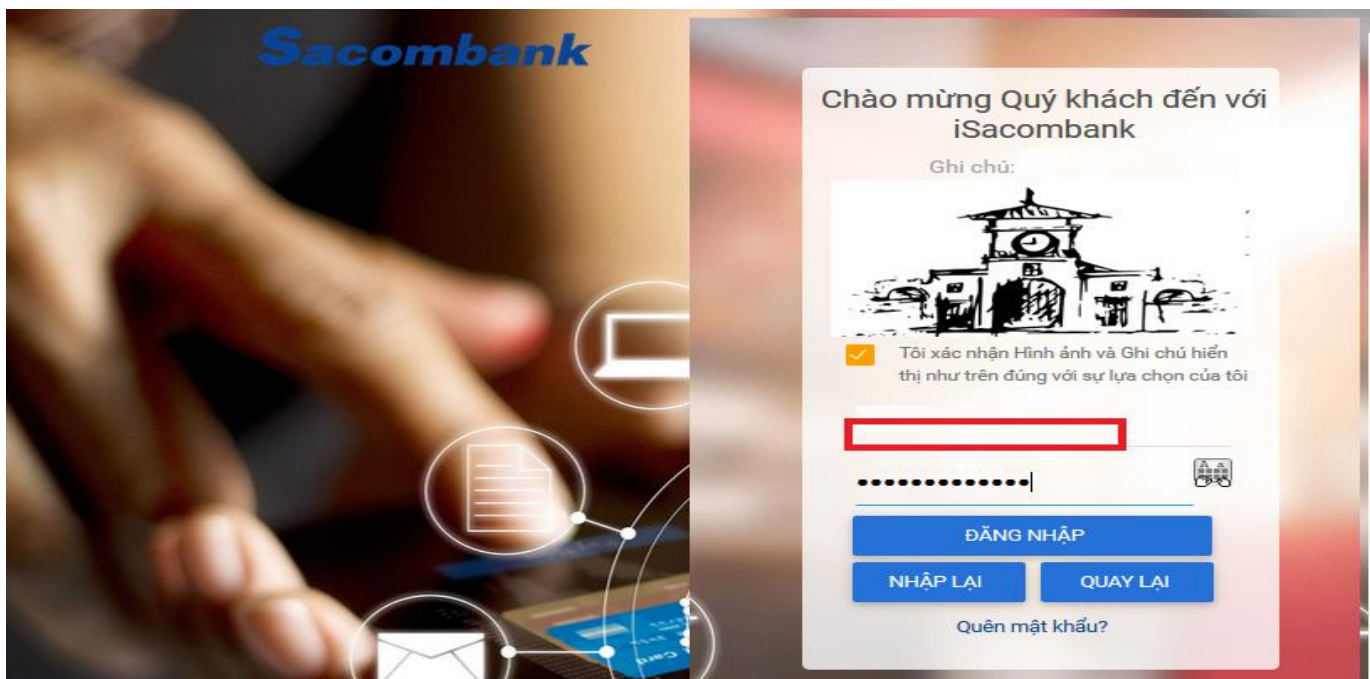 Sacombank
Chào mừng Quý khách đến với
iSacombank
Ghi chú:
Tôi xác nhận Hình ảnh và Ghi chú hiển
thị như trên đúng với sự lựa chọn của tôi
•••••••••••••
ĐĂNG NHẬP
NHẬP LẠI
QUAY LẠI
Quên mật khẩu?